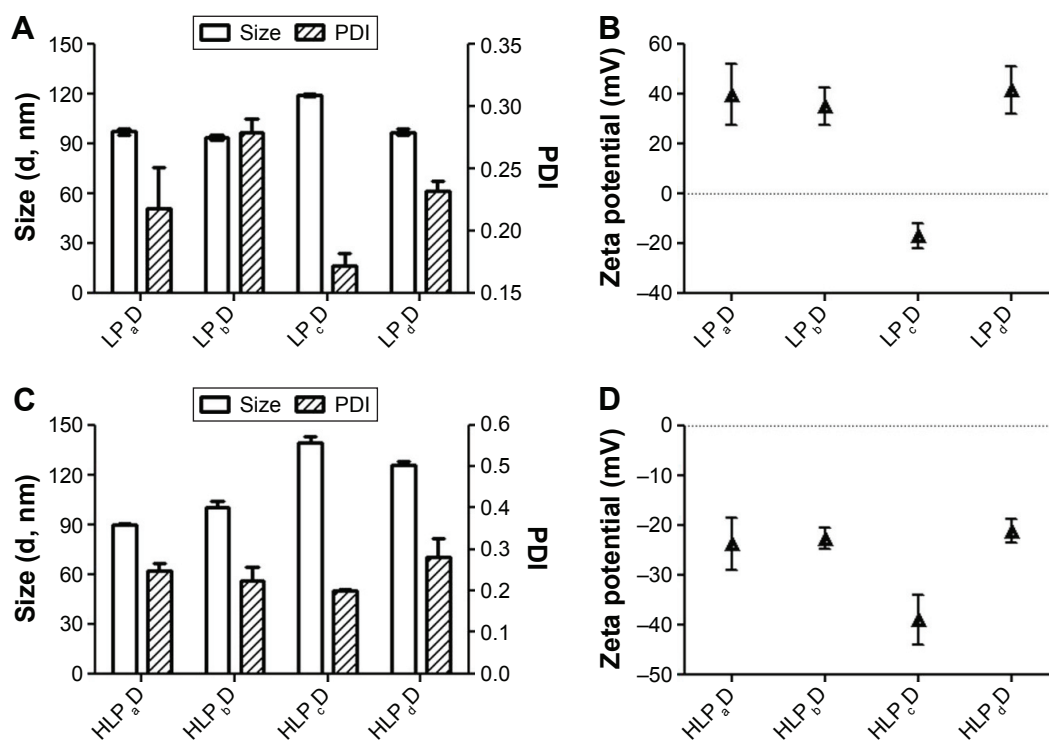 A
Size PDI
Size (d, nm)
150
120
90
60
30
0
0.35
0.30
0.25
0.20
0.15
PDI
LPaD LPbD LPcD LPdD
B
Zeta potential (mV)
60
40
20
0
–20
–40
LPaD LPbD LPcD LPdD
C
Size PDI
Size (d, nm)
150
120
90
60
30
0
0.6
0.5
0.4
0.3
0.2
0.1
0.0
PDI
HLPaD HLPbD HLPcD HLPdD
D
Zeta potential (mV)
0
–10
–20
–30
–40
–50
HLPaD HLPbD HLPcD HLPdD